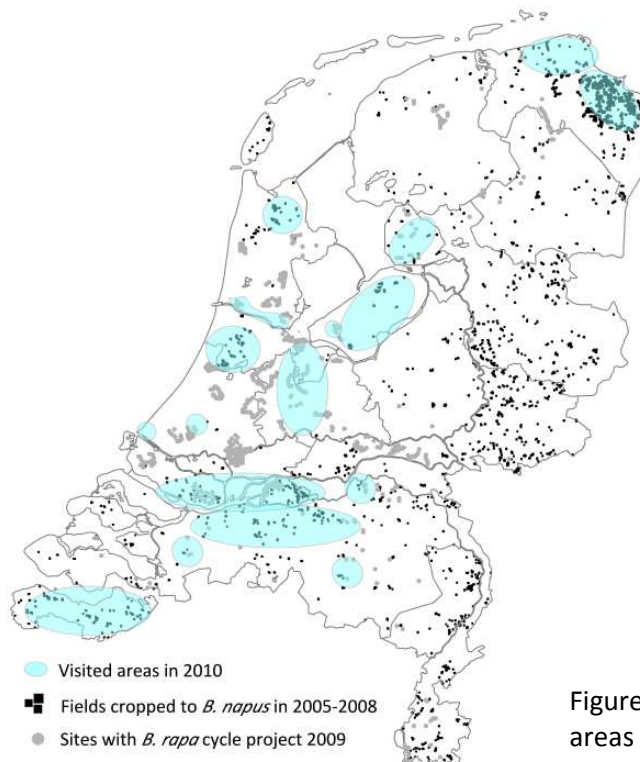 Visited areas in 2010
Fields cropped to B. napus in 2005-2008
Sites with B. rapa cycle project 2009
Figure
areas